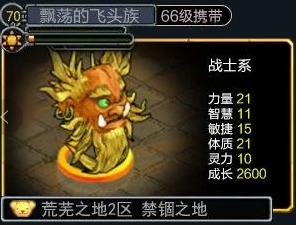 70 飘荡的飞头族 66级携带
战士系
力量 21
智慧 11
敏捷 15
体质 21
灵力 10
成长 2600
荒芜之地2区 禁锢之地